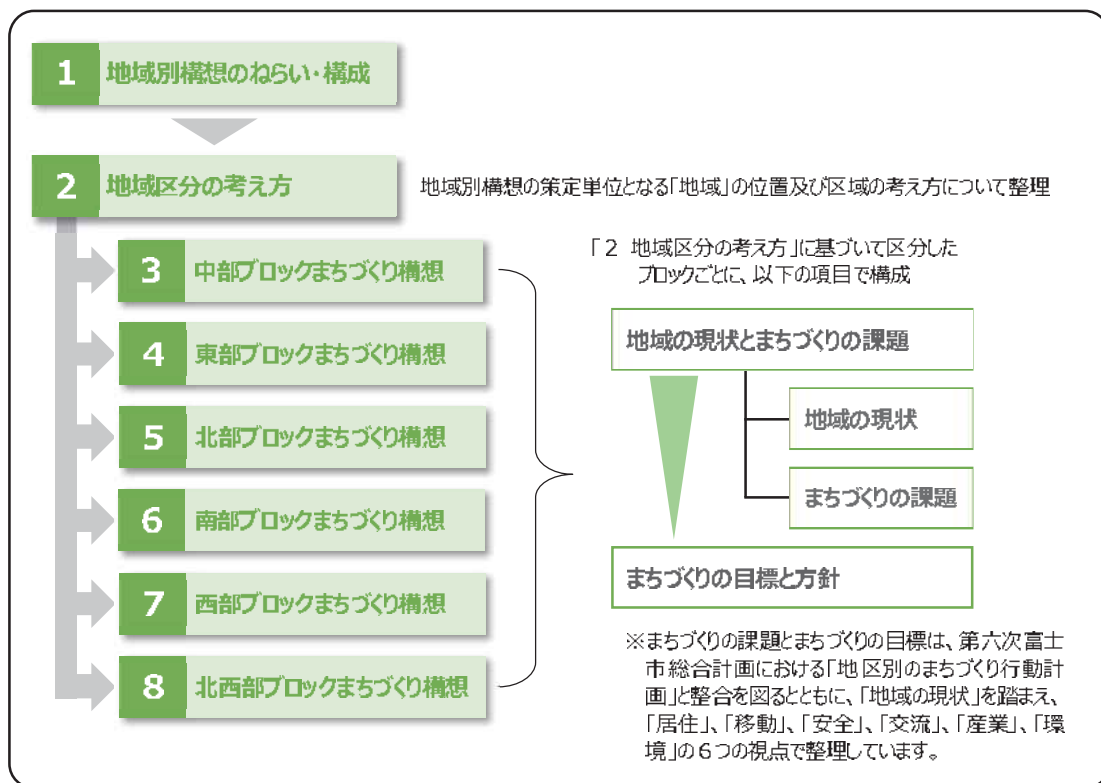 1 地域別構想のねらい・構成
2 地域区分の考え方
地域別構想の策定単位となる「地域」の位置及び区域の考え方について整理
3 中部ブロックまちづくり構想
4 東部ブロックまちづくり構想
5 北部ブロックまちづくり構想
6 南部ブロックまちづくり構想
7 西部ブロックまちづくり構想
8 北西部ブロックまちづくり構想
「2 地域区分の考え方」に基づいて区分した
ブロックごとに、以下の項目で構成
地域の現状とまちづくりの課題
地域の現状
まちづくりの課題
まちづくりの目標と方針
※まちづくりの課題とまちづくりの目標は、第六次富士
市総合計画における「地区別のまちづくり行動計
画」と整合を図るとともに、「地域の現状」を踏まえ、
「居住」、「移動」、「安全」、「交流」、「産業」、「環
境」の6つの視点で整理しています。